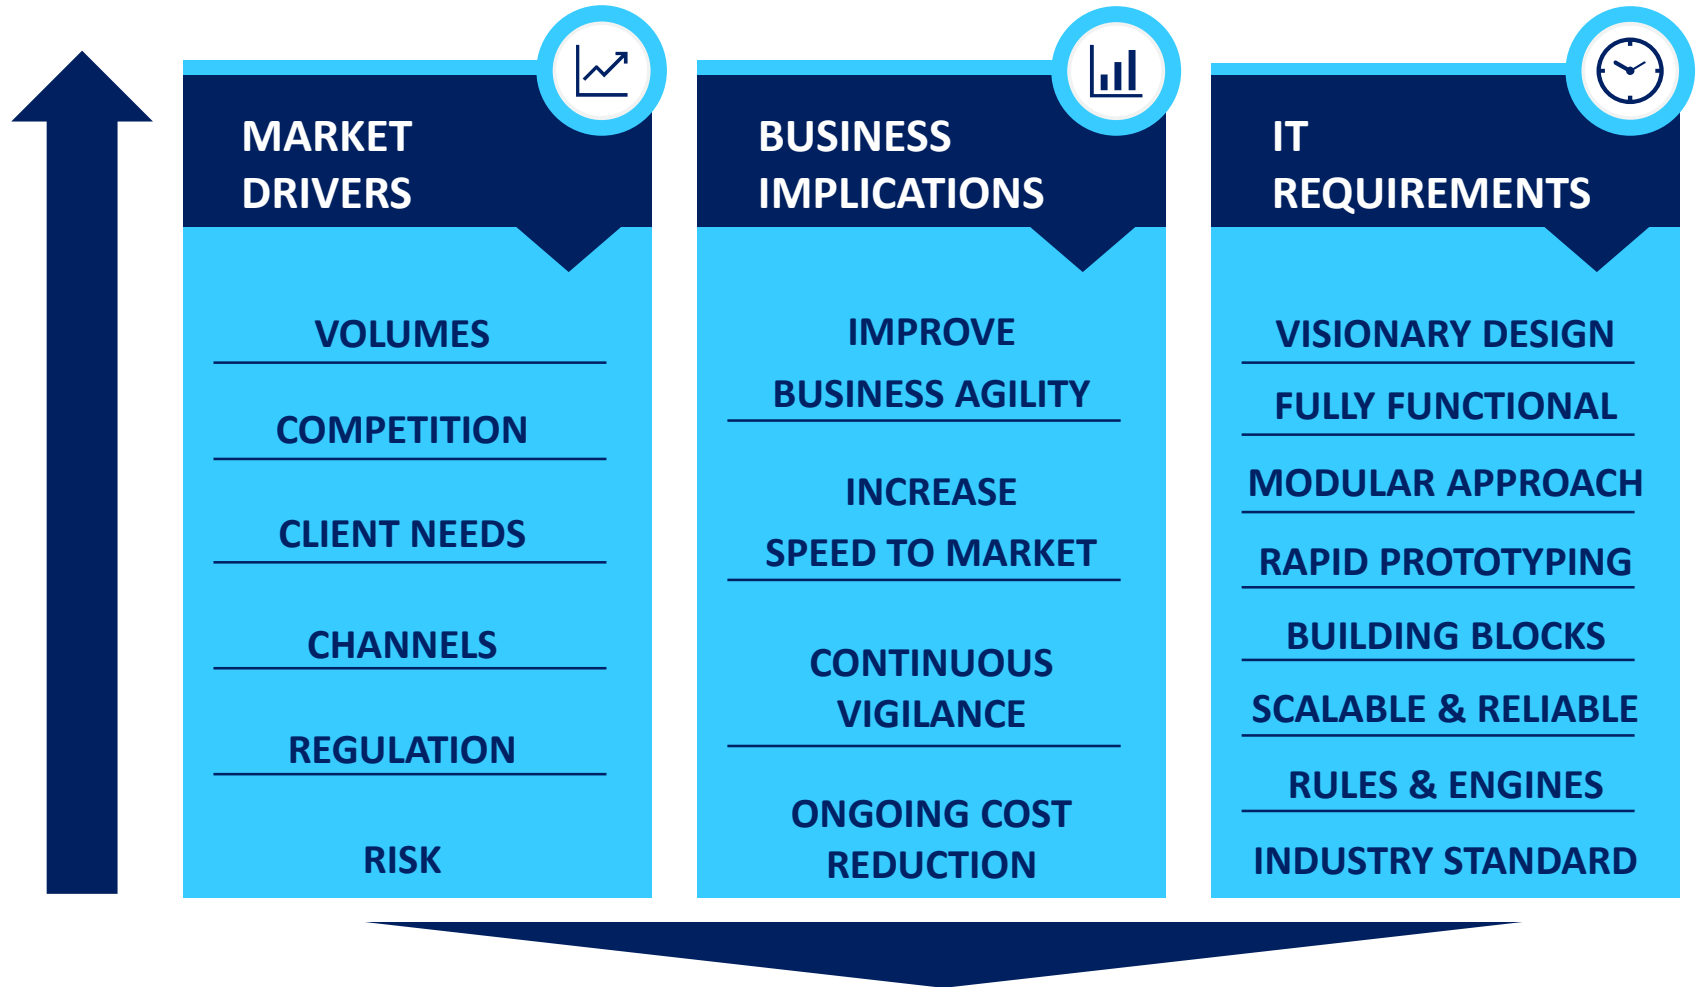 MARKET
DRIVERS
VOLUMES
COMPETITION
CLIENT NEEDS
CHANNELS
REGULATION
RISK
BUSINESS
IMPLICATIONS
IMPROVE
BUSINESS AGILITY
INCREASE
SPEED TO MARKET
CONTINUOUS
VIGILANCE
ONGOING COST
REDUCTION
IT
REQUIREMENTS
VISIONARY DESIGN
FULLY FUNCTIONAL
MODULAR APPROACH
RAPID PROTOTYPING
BUILDING BLOCKS
SCALABLE & RELIABLE
RULES & ENGINES
INDUSTRY STANDARD